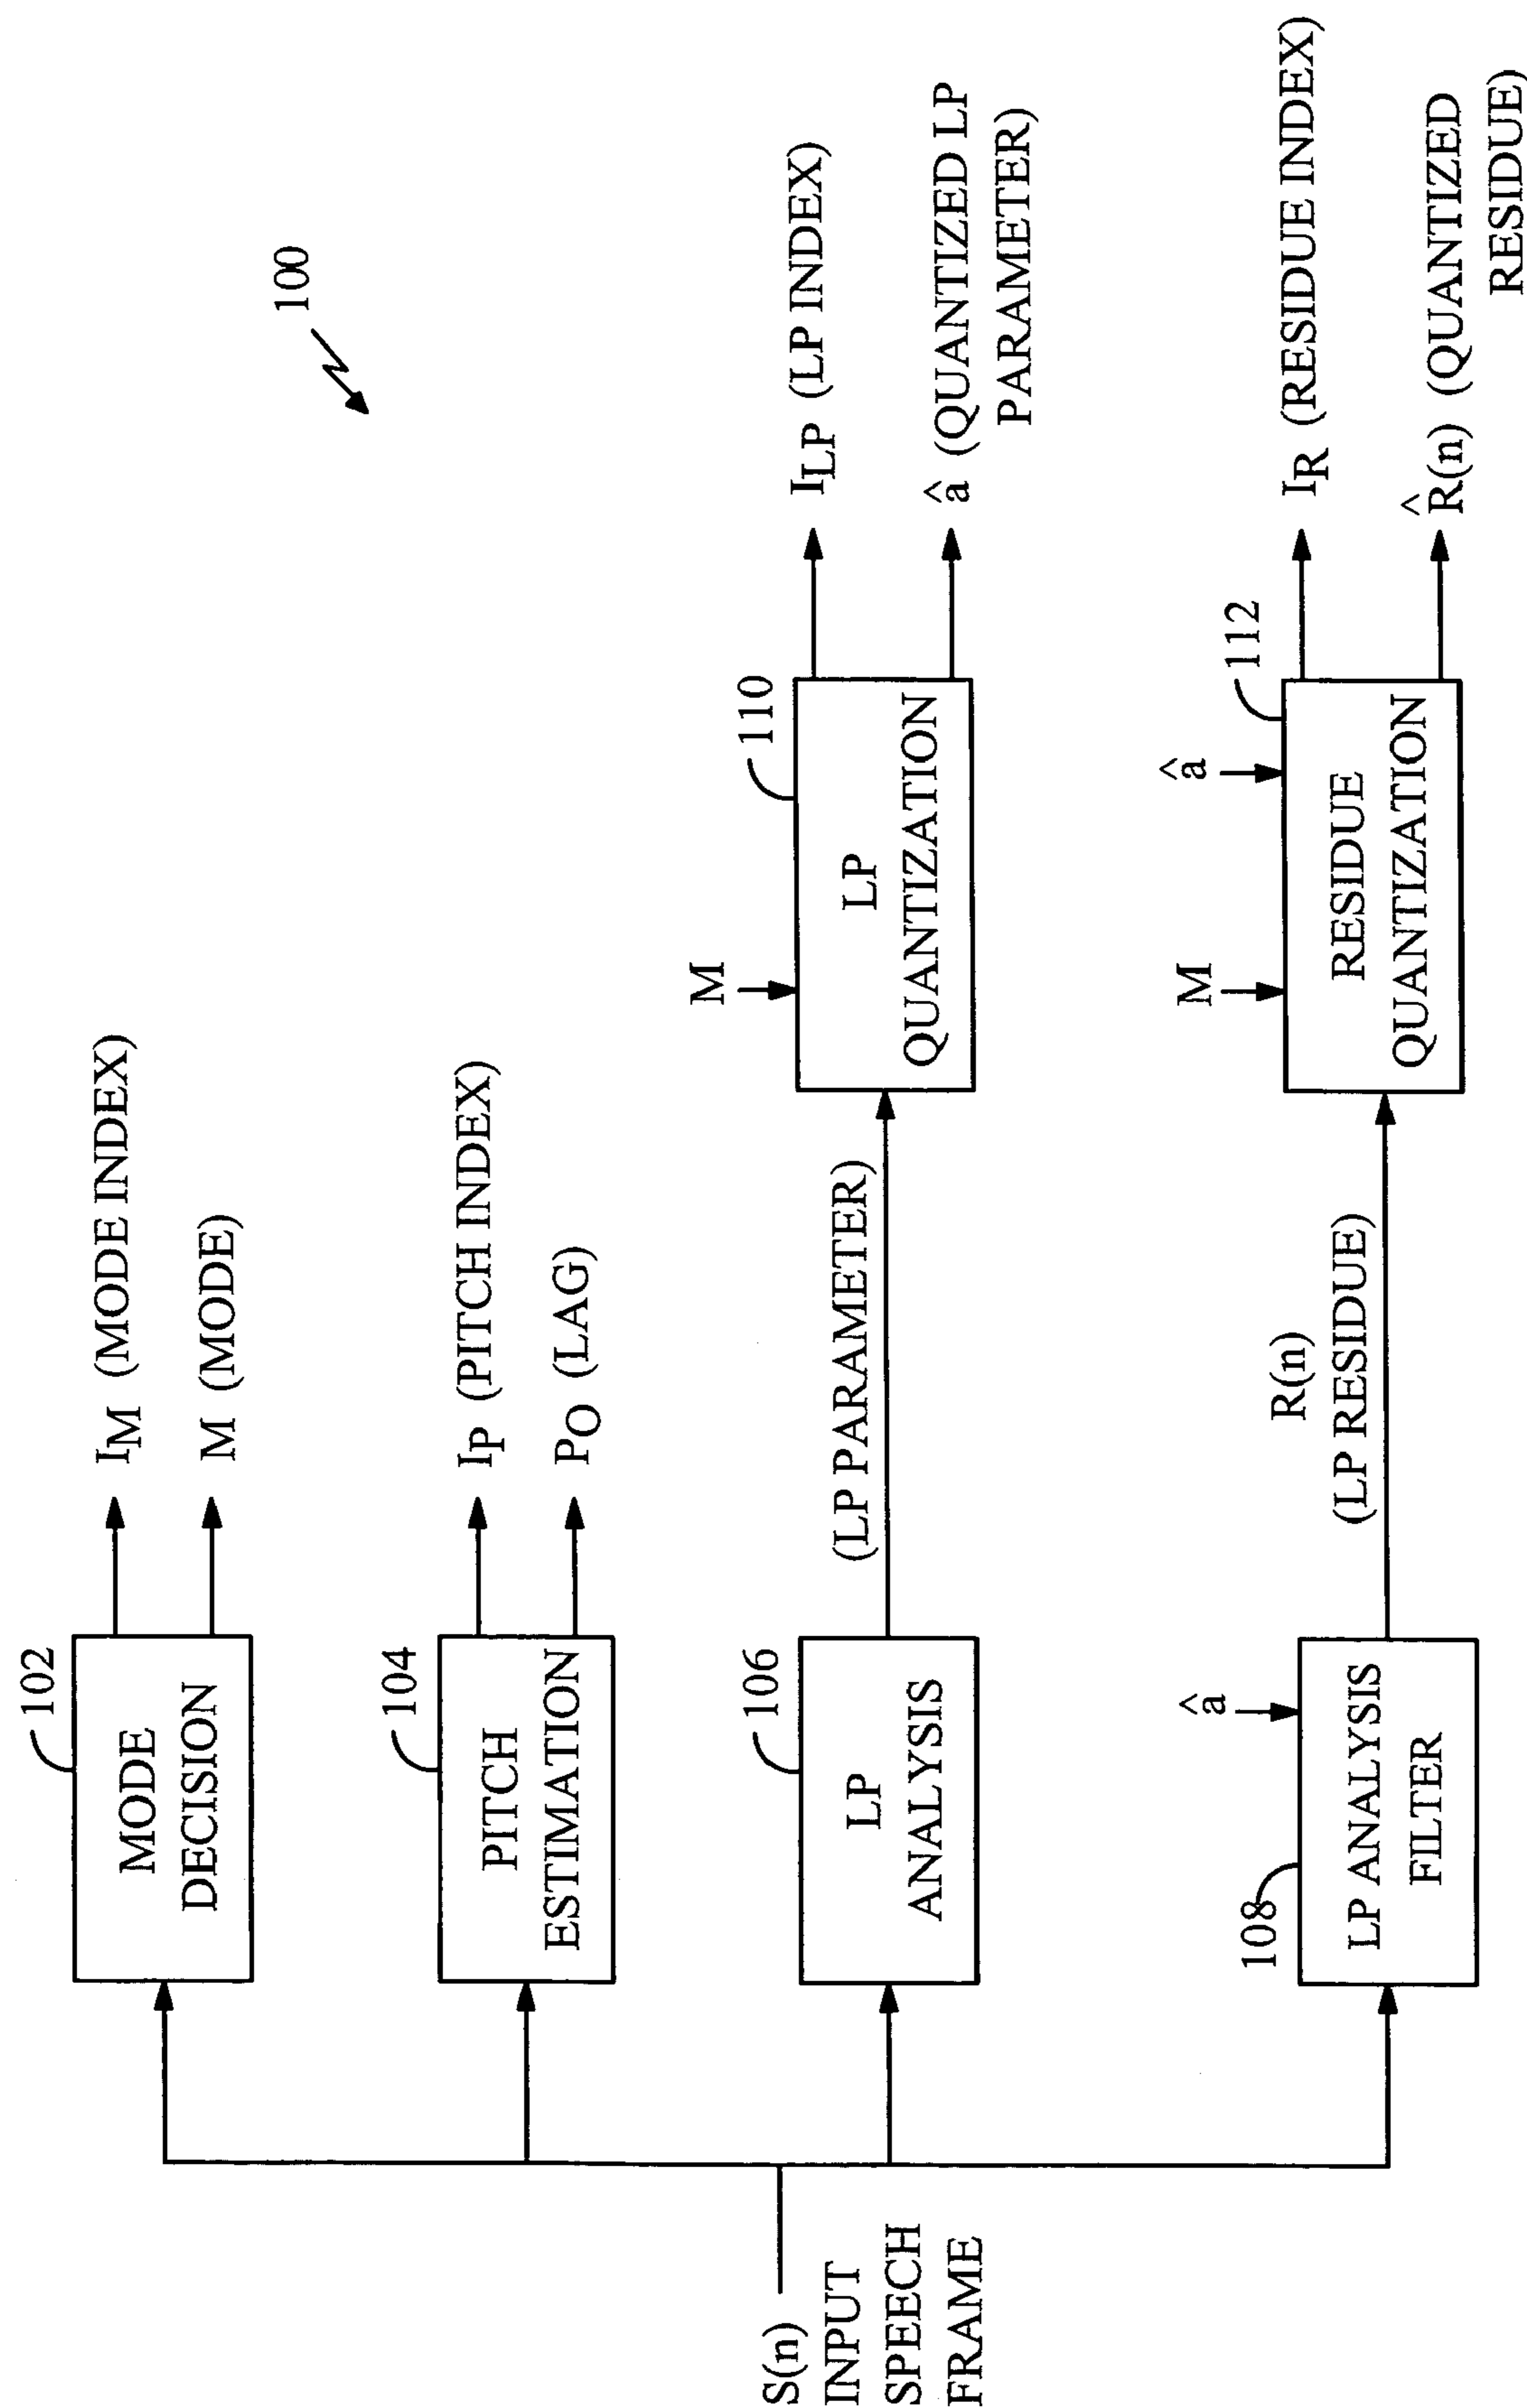 100
102
MODE
DECISION
I_M (MODE INDEX)
M (MODE)
104
PITCH
ESTIMATION
I_P (PITCH INDEX)
P_O (LAG)
S(n)
INPUT
SPEECH
FRAME
106
LP
ANALYSIS
(LP PARAMETER)
M
110
LP
QUANTIZATION
I_LP (LP INDEX)
â (QUANTIZED LP
PARAMETER)
108
â
LP ANALYSIS
FILTER
R(n)
(LP RESIDUE)
M
â
112
RESIDUE
QUANTIZATION
I_R (RESIDUE INDEX)
R̂(n) (QUANTIZED
RESIDUE)